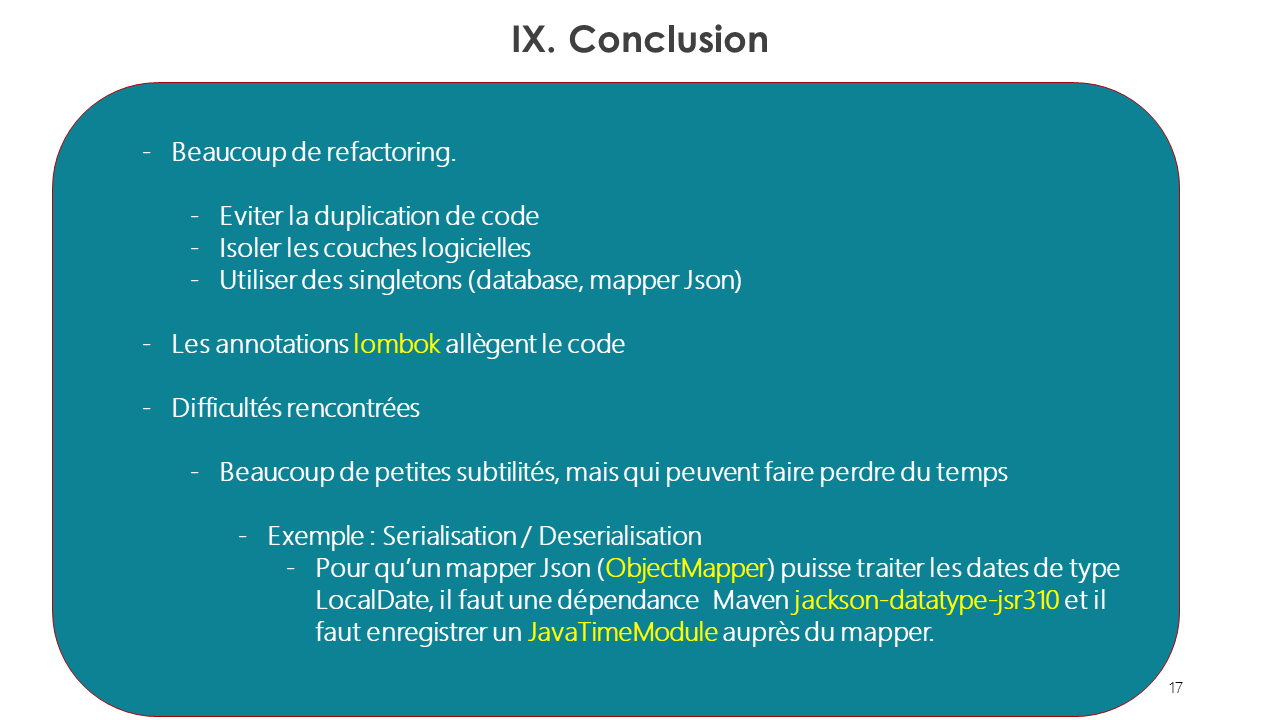 IX. Conclusion
- Beaucoup de refactoring.
- Eviter la duplication de code
- Isoler les couches logicielles
- Utiliser des singletons (database, mapper Json)
- Les annotations lombok allègent le code
- Difficultés rencontrées
- Beaucoup de petites subtilités, mais qui peuvent faire perdre du temps
- Exemple : Serialisation / Deserialisation
- Pour qu’un mapper Json (ObjectMapper) puisse traiter les dates de type
LocalDate, il faut une dépendance Maven jackson-datatype-jsr310 et il
faut enregistrer un JavaTimeModule auprès du mapper.
17